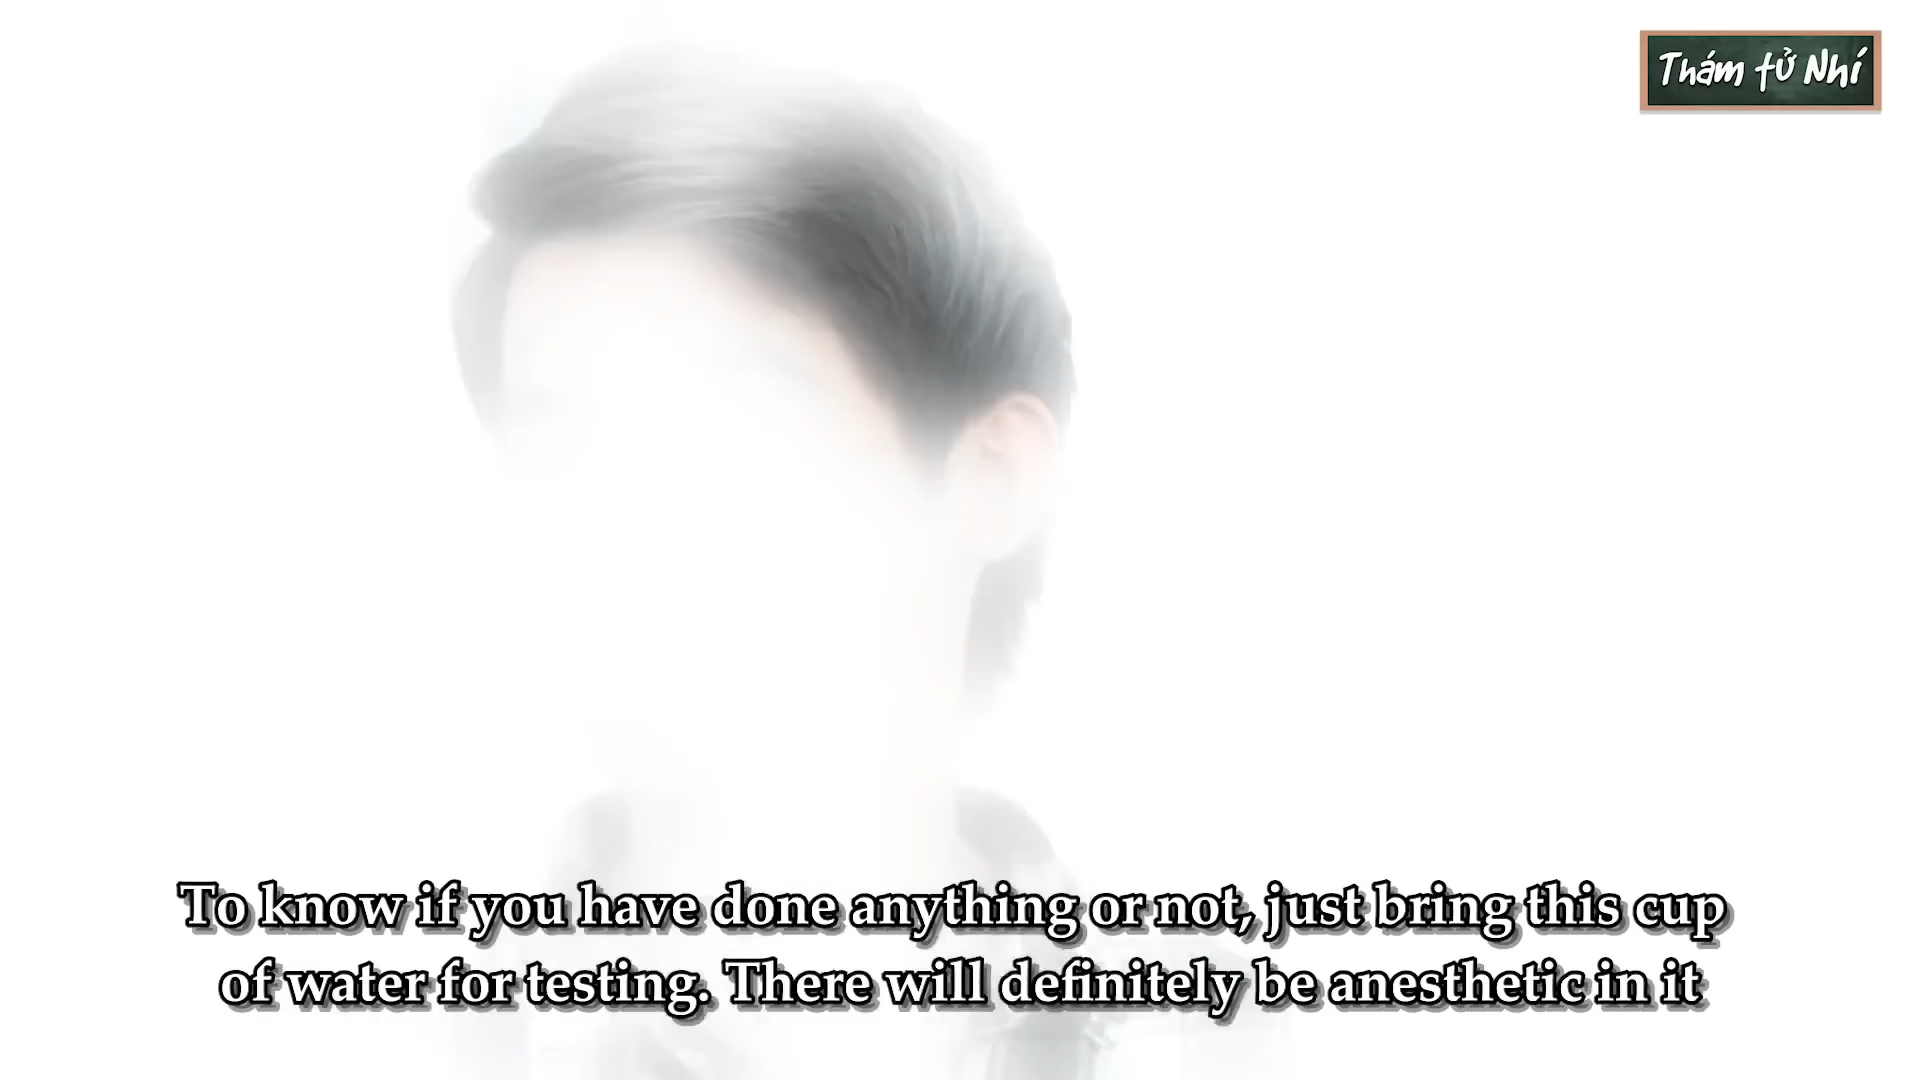 Thám tử Nhí
To know if you have done anything or not, just bring this cup
of water for testing. There will definitely be anesthetic in it